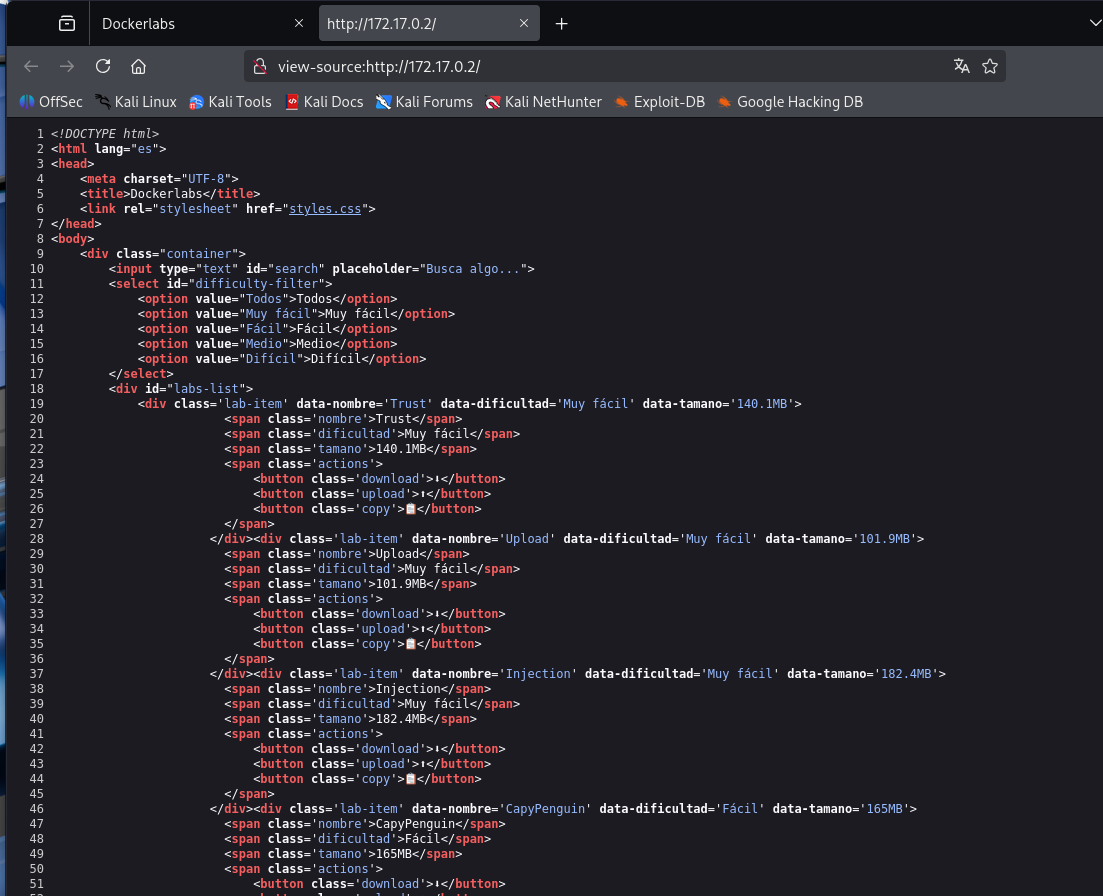 Dockerlabs
http://172.17.0.2/
view-source:http://172.17.0.2/
OffSec Kali Linux Kali Tools Kali Docs Kali Forums Kali NetHunter Exploit-DB Google Hacking DB
1 <!DOCTYPE html>
2 <html lang="es">
3 <head>
4     <meta charset="UTF-8">
5     <title>Dockerlabs</title>
6     <link rel="stylesheet" href="styles.css">
7 </head>
8 <body>
9     <div class="container">
10         <input type="text" id="search" placeholder="Busca algo...">
11         <select id="difficulty-filter">
12             <option value="Todos">Todos</option>
13             <option value="Muy fácil">Muy fácil</option>
14             <option value="Fácil">Fácil</option>
15             <option value="Medio">Medio</option>
16             <option value="Difícil">Difícil</option>
17         </select>
18         <div id="labs-list">
19             <div class='lab-item' data-nombre='Trust' data-dificultad='Muy fácil' data-tamano='140.1MB'>
20                         <span class='nombre'>Trust</span>
21                         <span class='dificultad'>Muy fácil</span>
22                         <span class='tamano'>140.1MB</span>
23                         <span class='actions'>
24                             <button class='download'>⬇</button>
25                             <button class='upload'>⬆</button>
26                             <button class='copy'>📋</button>
27                         </span>
28                       </div><div class='lab-item' data-nombre='Upload' data-dificultad='Muy fácil' data-tamano='101.9MB'>
29                         <span class='nombre'>Upload</span>
30                         <span class='dificultad'>Muy fácil</span>
31                         <span class='tamano'>101.9MB</span>
32                         <span class='actions'>
33                             <button class='download'>⬇</button>
34                             <button class='upload'>⬆</button>
35                             <button class='copy'>📋</button>
36                         </span>
37                       </div><div class='lab-item' data-nombre='Injection' data-dificultad='Muy fácil' data-tamano='182.4MB'>
38                         <span class='nombre'>Injection</span>
39                         <span class='dificultad'>Muy fácil</span>
40                         <span class='tamano'>182.4MB</span>
41                         <span class='actions'>
42                             <button class='download'>⬇</button>
43                             <button class='upload'>⬆</button>
44                             <button class='copy'>📋</button>
45                         </span>
46                       </div><div class='lab-item' data-nombre='CapyPenguin' data-dificultad='Fácil' data-tamano='165MB'>
47                         <span class='nombre'>CapyPenguin</span>
48                         <span class='dificultad'>Fácil</span>
49                         <span class='tamano'>165MB</span>
50                         <span class='actions'>
51                             <button class='download'>⬇</button>